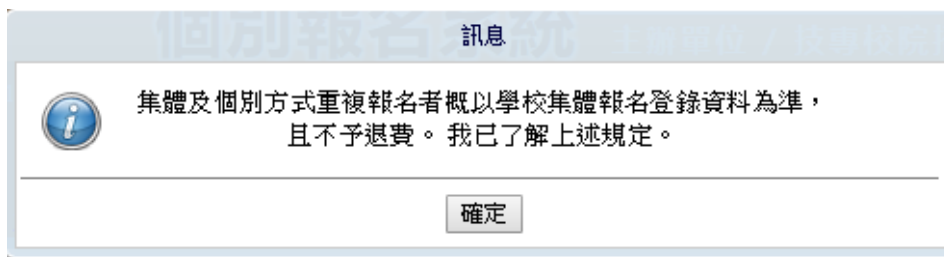 個別報名系統
訊息
集體及個別方式重複報名者概以學校集體報名登錄資料為準，
且不予退費。 我已了解上述規定。
確定